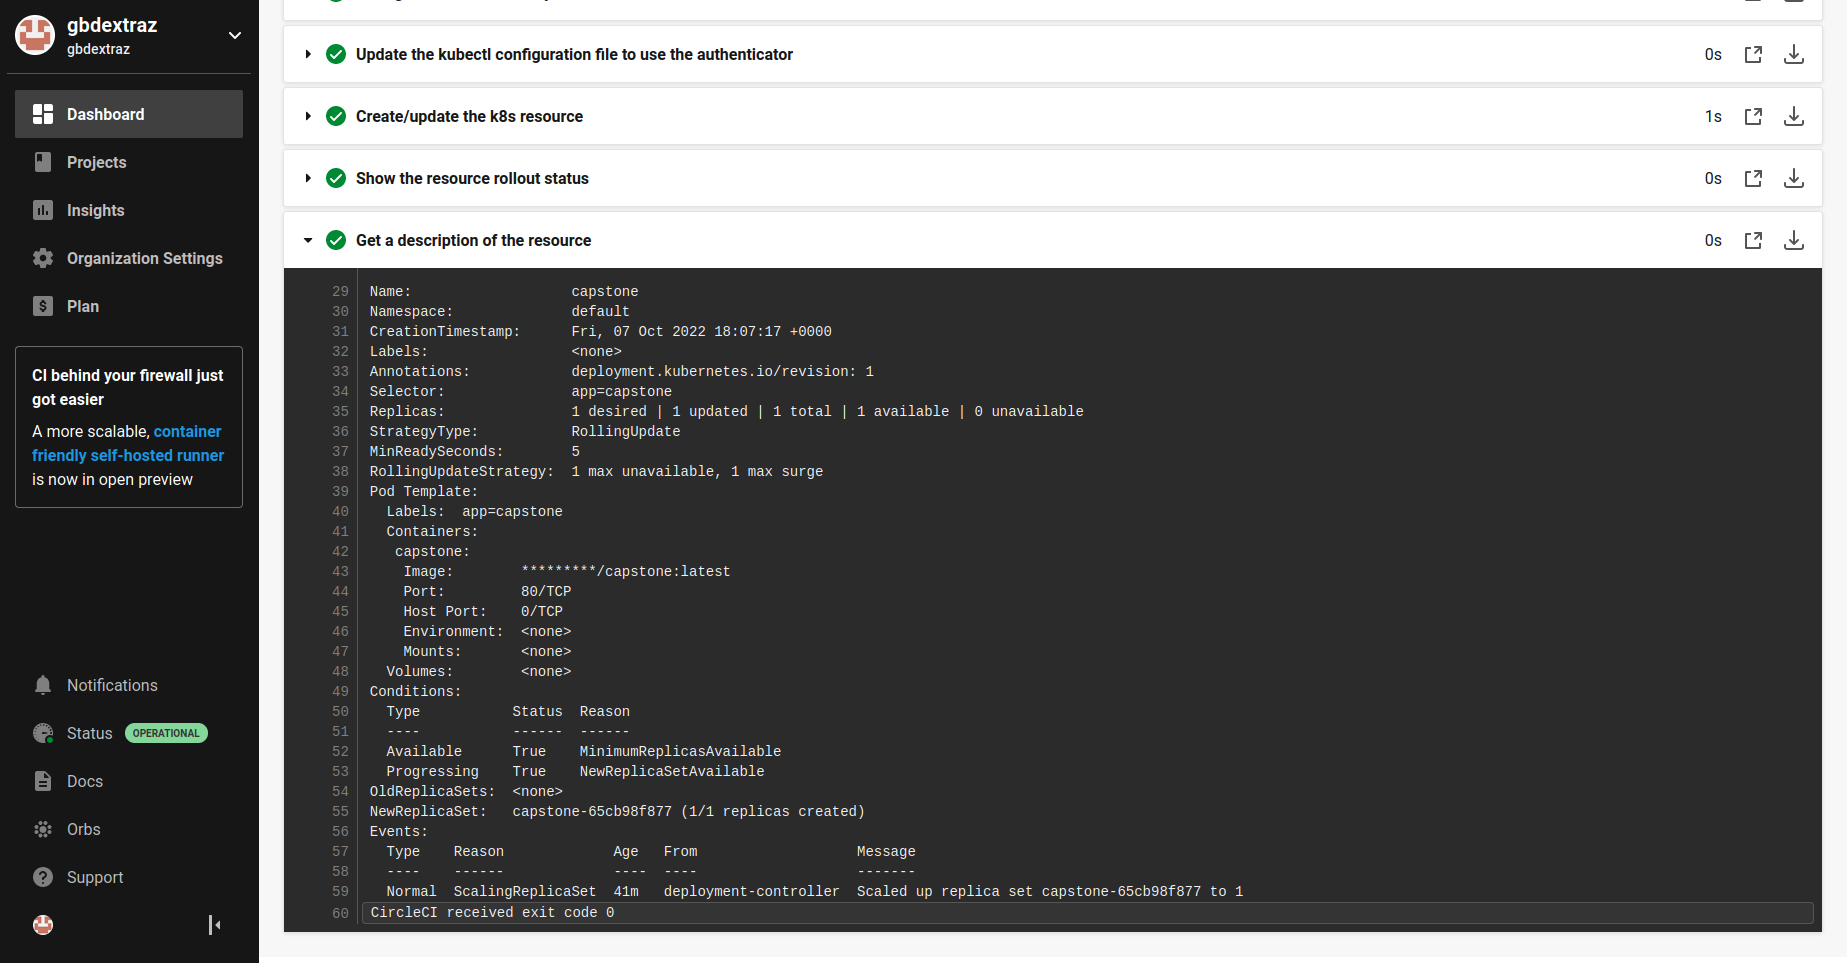 gbdextraz
gbdextraz
Dashboard
Projects
Insights
Organization Settings
Plan
CI behind your firewall just
got easier
A more scalable, container
friendly self-hosted runner
is now in open preview
Notifications
Status OPERATIONAL
Docs
Orbs
Support
Update the kubectl configuration file to use the authenticator 0s
Create/update the k8s resource 1s
Show the resource rollout status 0s
Get a description of the resource 0s
29 Name: capstone
30 Namespace: default
31 CreationTimestamp: Fri, 07 Oct 2022 18:07:17 +0000
32 Labels: <none>
33 Annotations: deployment.kubernetes.io/revision: 1
34 Selector: app=capstone
35 Replicas: 1 desired | 1 updated | 1 total | 1 available | 0 unavailable
36 StrategyType: RollingUpdate
37 MinReadySeconds: 5
38 RollingUpdateStrategy: 1 max unavailable, 1 max surge
39 Pod Template:
40 Labels: app=capstone
41 Containers:
42 capstone:
43 Image: *********/capstone:latest
44 Port: 80/TCP
45 Host Port: 0/TCP
46 Environment: <none>
47 Mounts: <none>
48 Volumes: <none>
49 Conditions:
50 Type Status Reason
51 ---- ------ ------
52 Available True MinimumReplicasAvailable
53 Progressing True NewReplicaSetAvailable
54 OldReplicaSets: <none>
55 NewReplicaSet: capstone-65cb98f877 (1/1 replicas created)
56 Events:
57 Type Reason Age From Message
58 ---- ------ ---- ---- -------
59 Normal ScalingReplicaSet 41m deployment-controller Scaled up replica set capstone-65cb98f877 to 1
60 CircleCI received exit code 0